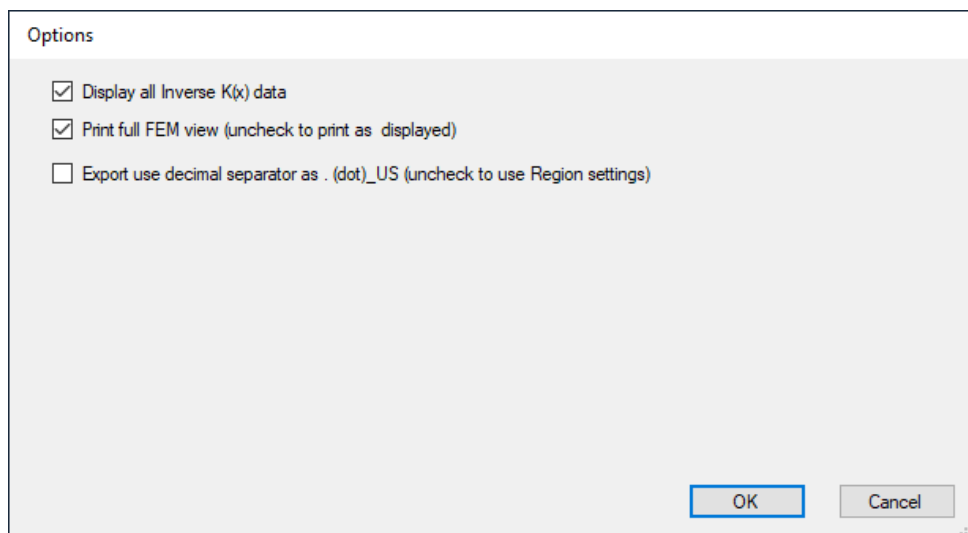 Options
Display all Inverse K(x) data
Print full FEM view (uncheck to print as  displayed)
Export use decimal separator as . (dot)_US (uncheck to use Region settings)
OK
Cancel